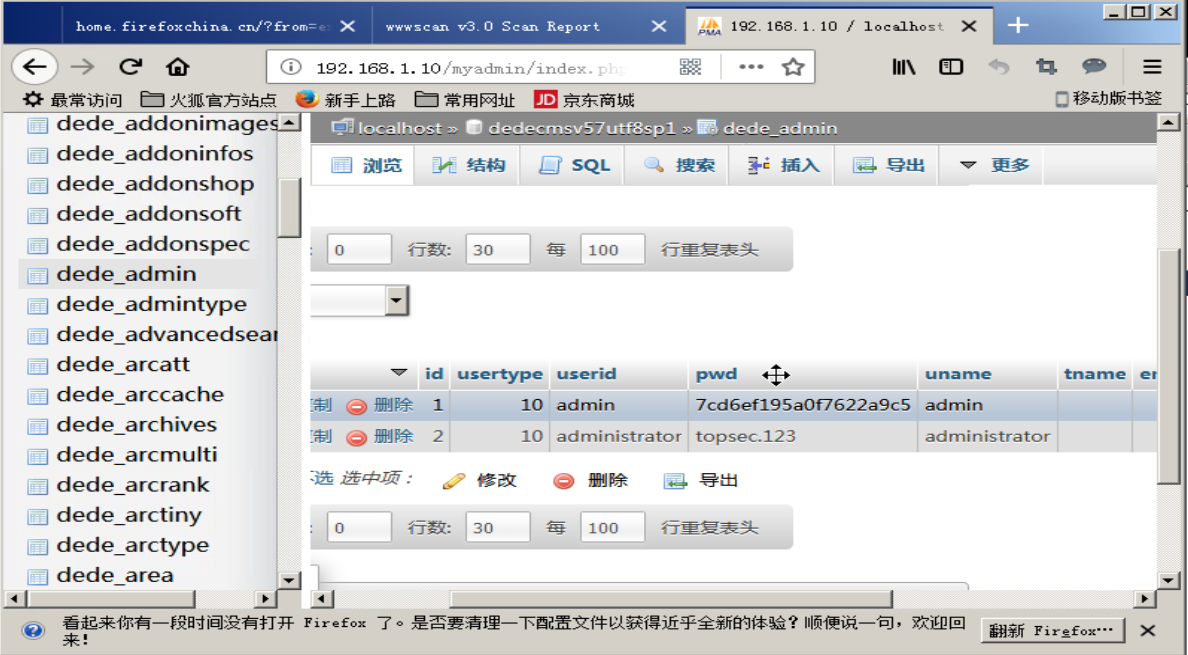 home.firefoxchina.cn/?from=e
wwwscan v3.0 Scan Report
PMA 192.168.1.10 / localhost
192.168.1.10/myadmin/index.php
最常访问 火狐官方站点 新手上路 常用网址 JD 京东商城 移动版书签
dede_addonimages
dede_addoninfos
dede_addonshop
dede_addonsoft
dede_addonspec
dede_admin
dede_admintype
dede_advancedsear
dede_arcatt
dede_arccache
dede_archives
dede_arcmulti
dede_arcrank
dede_arctiny
dede_arctype
dede_area
localhost » dedecmsv57utf8sp1 » dede_admin
浏览 结构 SQL 搜索 插入 导出 更多
: 0 行数: 30 每 100 行重复表头
id usertype userid pwd uname tname er
制 删除 1 10 admin 7cd6ef195a0f7622a9c5 admin
制 删除 2 10 administrator topsec.123 administrator
不选 选中项: 修改 删除 导出
: 0 行数: 30 每 100 行重复表头
看起来你有一段时间没有打开 Firefox 了。是否要清理一下配置文件以获得近乎全新的体验?顺便说一句,欢迎回
来!
翻新 Firefox…